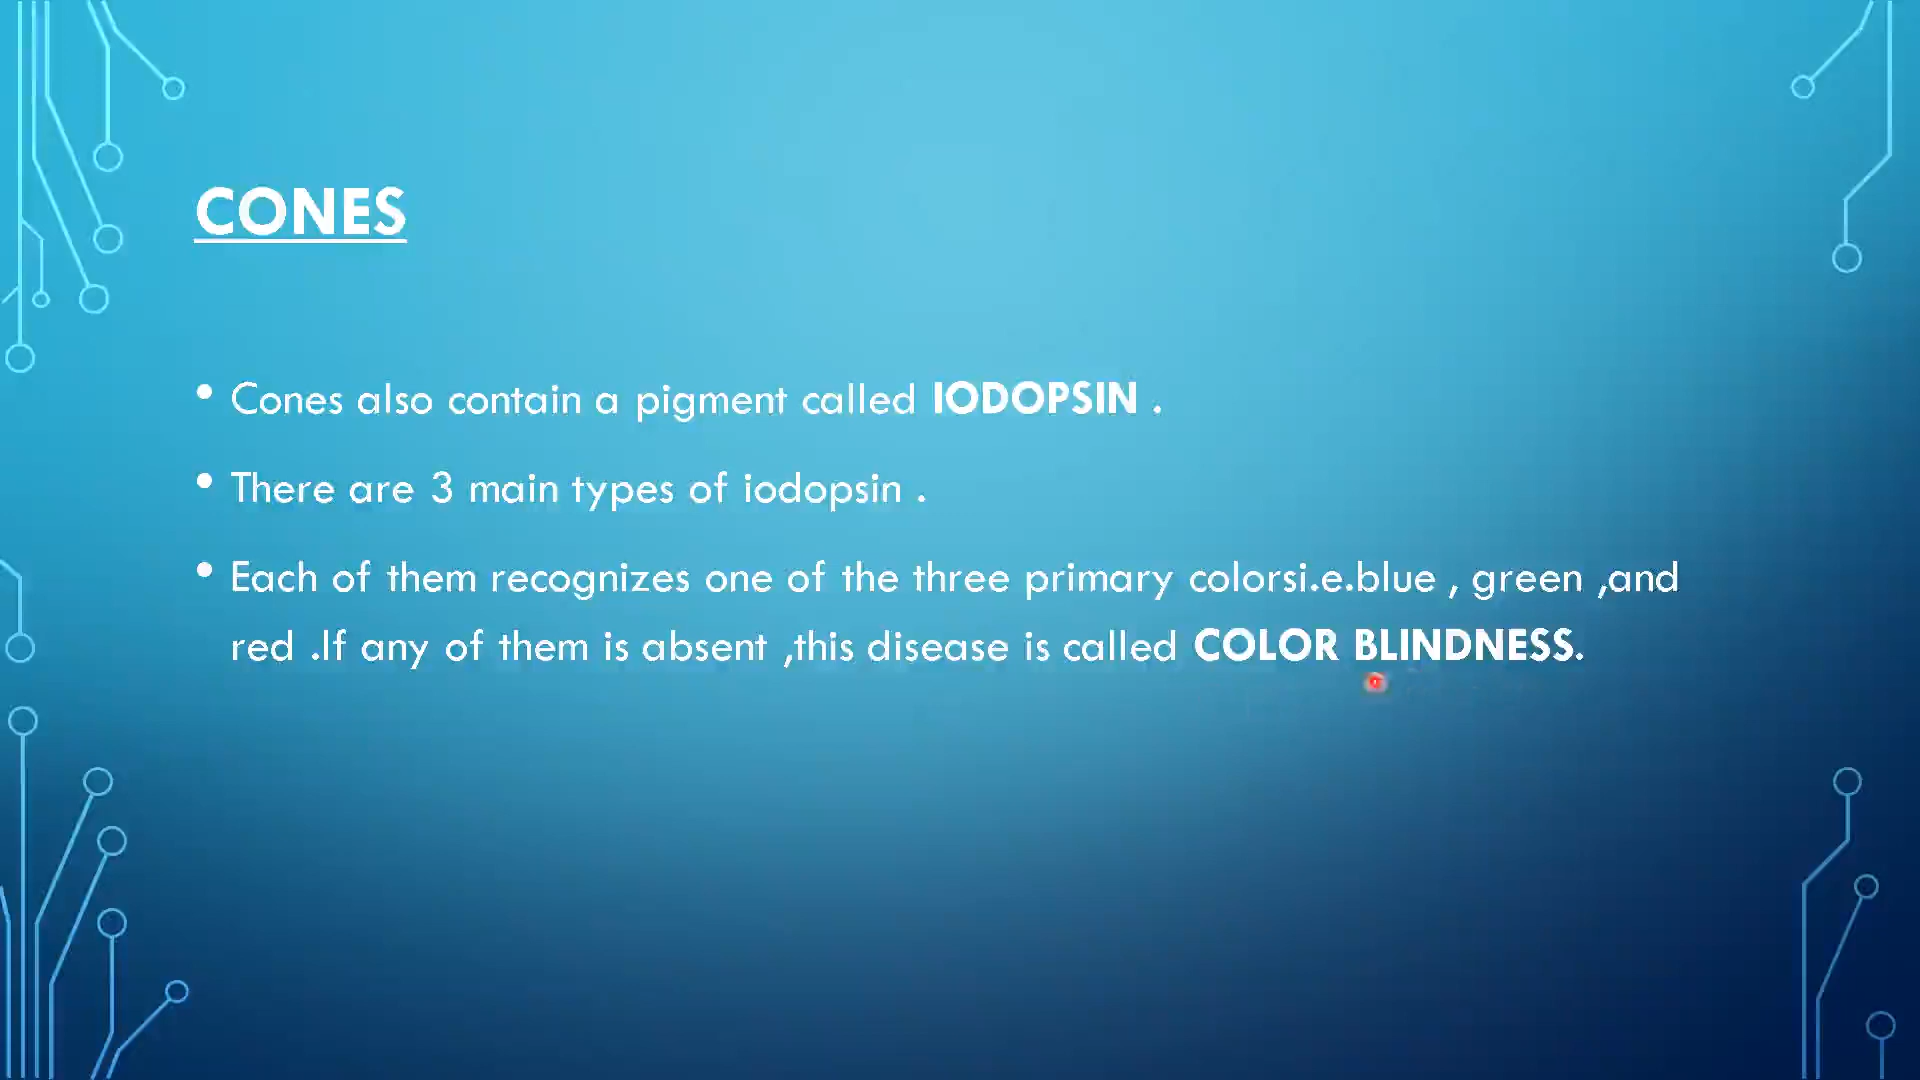 CONES
• Cones also contain a pigment called IODOPSIN .
• There are 3 main types of iodopsin .
• Each of them recognizes one of the three primary colorsi.e.blue , green ,and
red .If any of them is absent ,this disease is called COLOR BLINDNESS.